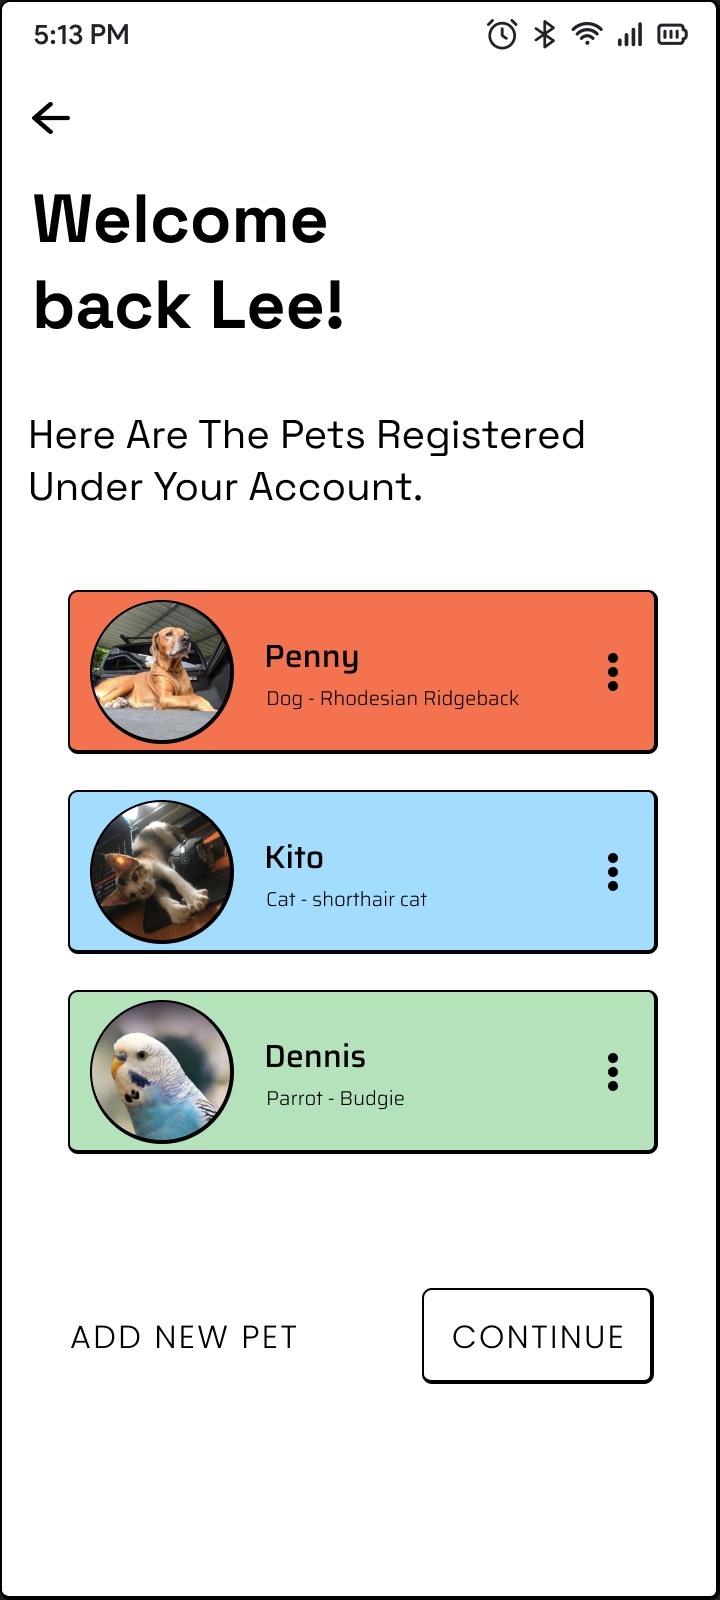 5:13 PM
Welcome
back Lee!
Here Are The Pets Registered
Under Your Account.
Penny
Dog - Rhodesian Ridgeback
Kito
Cat - shorthair cat
Dennis
Parrot - Budgie
ADD NEW PET
CONTINUE